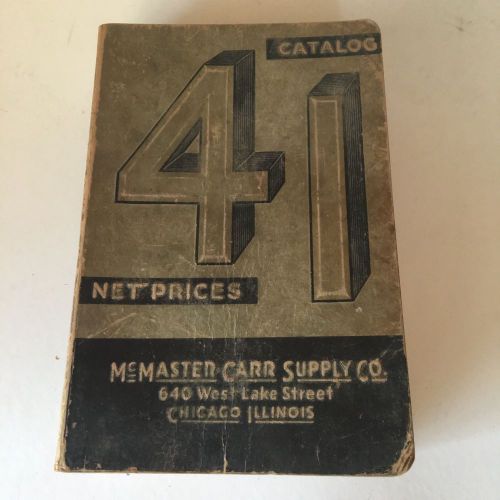 CATALOG
41
NET PRICES
McMASTER CARR SUPPLY CO.
640 West Lake Street
CHICAGO ILLINOIS